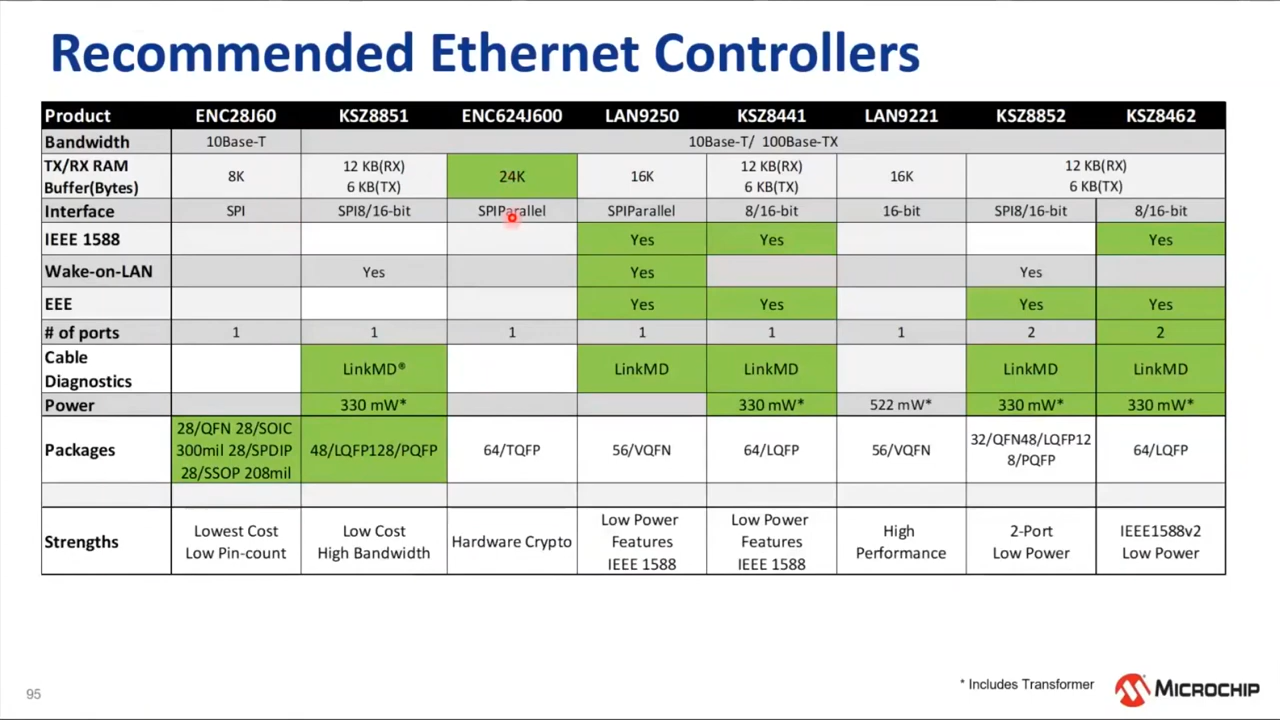 Recommended Ethernet Controllers
Product ENC28J60 KSZ8851 ENC624J600 LAN9250 KSZ8441 LAN9221 KSZ8852 KSZ8462
Bandwidth 10Base-T 10Base-T/ 100Base-TX
TX/RX RAM Buffer(Bytes) 8K 12 KB(RX) 6 KB(TX) 24K 16K 12 KB(RX) 6 KB(TX) 16K 12 KB(RX) 6 KB(TX)
Interface SPI SPI8/16-bit SPIParallel SPIParallel 8/16-bit 16-bit SPI8/16-bit 8/16-bit
IEEE 1588 Yes Yes Yes
Wake-on-LAN Yes Yes Yes
EEE Yes Yes Yes Yes
# of ports 1 1 1 1 1 1 2 2
Cable Diagnostics LinkMD® LinkMD LinkMD LinkMD LinkMD
Power 330 mW* 330 mW* 522 mW* 330 mW* 330 mW*
Packages 28/QFN 28/SOIC 300mil 28/SPDIP 28/SSOP 208mil 48/LQFP128/PQFP 64/TQFP 56/VQFN 64/LQFP 56/VQFN 32/QFN48/LQFP128/PQFP 64/LQFP
Strengths Lowest Cost Low Pin-count Low Cost High Bandwidth Hardware Crypto Low Power Features IEEE 1588 Low Power Features IEEE 1588 High Performance 2-Port Low Power IEEE1588v2 Low Power
* Includes Transformer
95
MICROCHIP